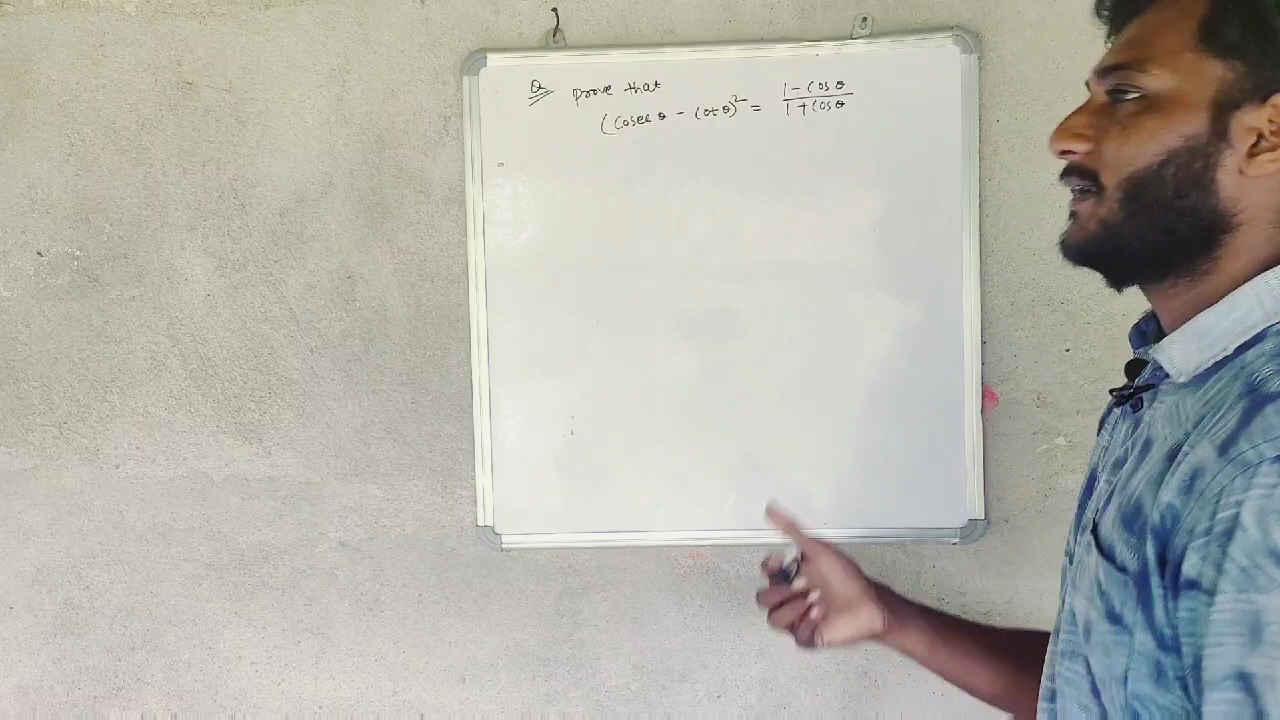 Q prove that
(cosec θ - cot θ)² = 1 - cos θ / 1 + cos θ